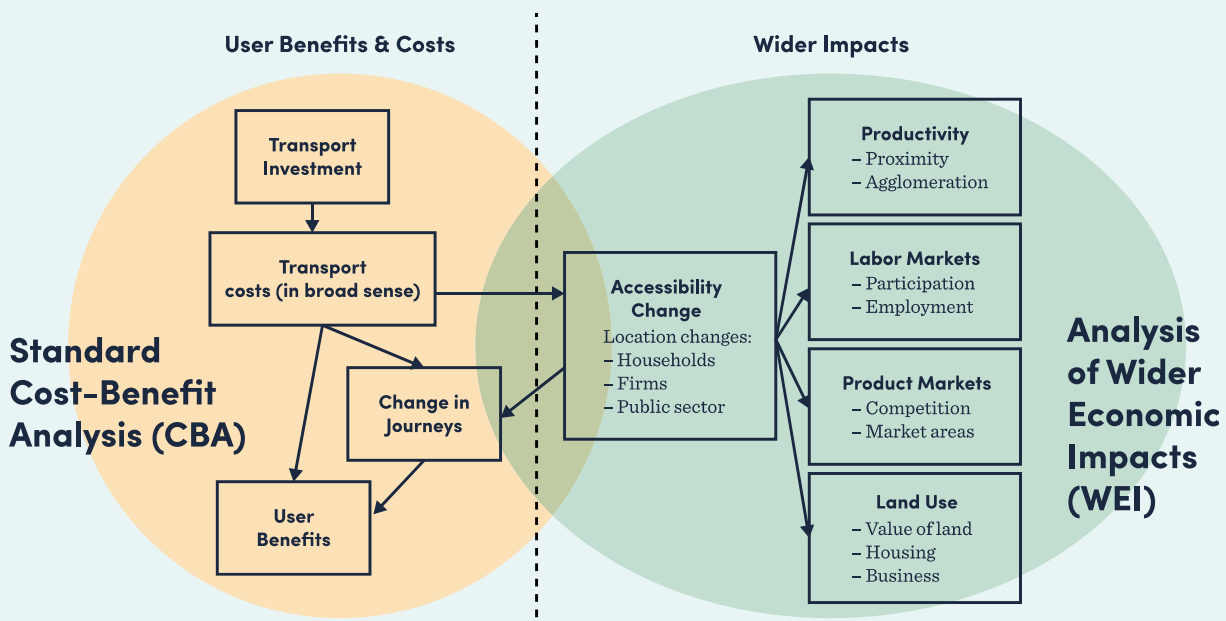 User Benefits & Costs
Wider Impacts
Standard
Cost-Benefit
Analysis (CBA)
Transport
Investment
Transport
costs (in broad sense)
Change in
Journeys
User
Benefits
Accessibility
Change
Location changes:
– Households
– Firms
– Public sector
Productivity
– Proximity
– Agglomeration
Labor Markets
– Participation
– Employment
Product Markets
– Competition
– Market areas
Land Use
– Value of land
– Housing
– Business
Analysis
of Wider
Economic
Impacts
(WEI)